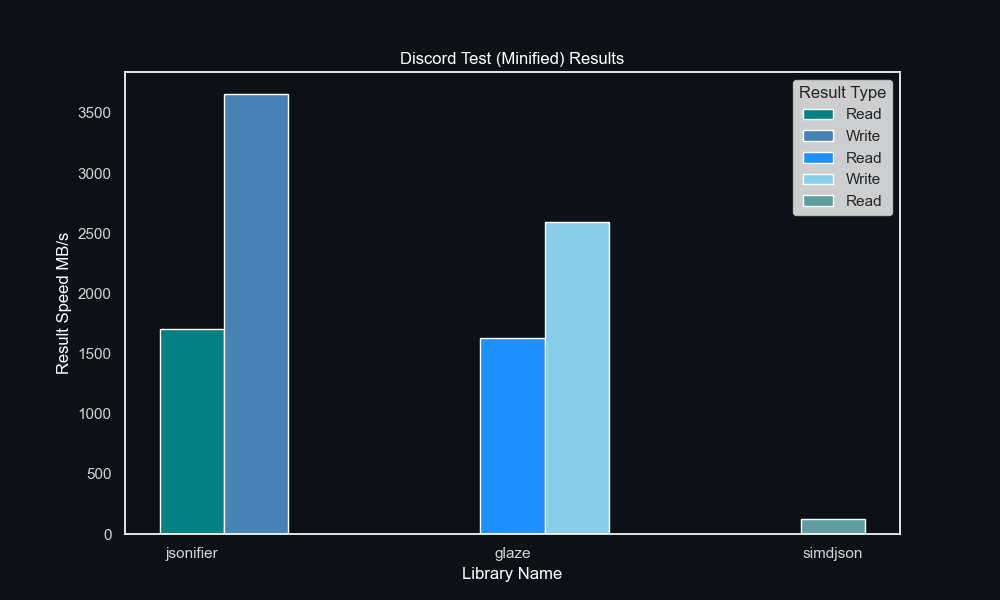 Discord Test (Minified) Results
Result Speed MB/s
3500
3000
2500
2000
1500
1000
500
0
Result Type
Read
Write
Read
Write
Read
jsonifier
glaze
simdjson
Library Name